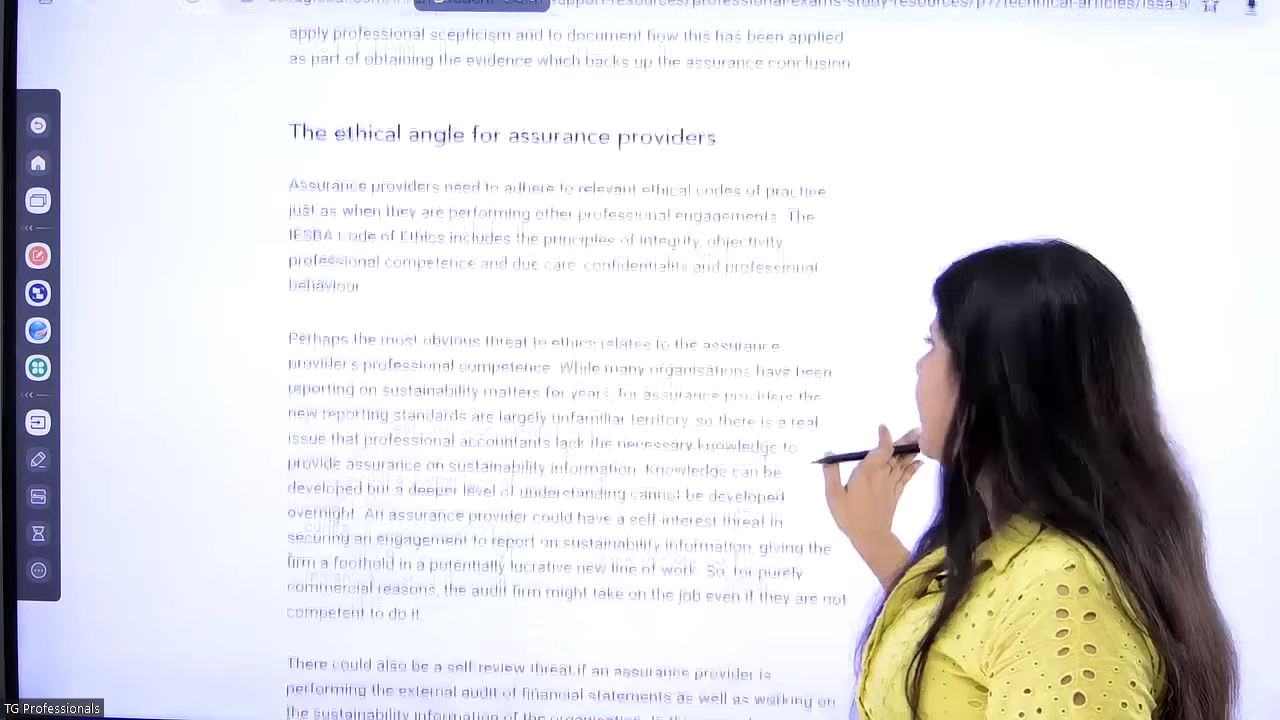 apply professional scepticism and to document how this has been applied
as part of obtaining the evidence which backs up the assurance conclusion
The ethical angle for assurance providers
Assurance providers need to adhere to relevant ethical codes of practice
just as when they are performing other professional engagements. The
IESBA Code of Ethics includes the principles of integrity, objectivity,
professional competence and due care, confidentiality and professional
behaviour
Perhaps the most obvious threat to ethics relates to the assurance
provider's professional competence. While many organisations have been
reporting on sustainability matters for years, for assurance providers the
new reporting standards are largely unfamiliar territory, so there is a real
issue that professional accountants lack the necessary knowledge to
provide assurance on sustainability information. Knowledge can be
developed but a deeper level of understanding cannot be developed
overnight. An assurance provider could have a self interest threat in
securing an engagement to report on sustainability information, giving the
firm a foothold in a potentially lucrative new line of work. So, for purely
commercial reasons, the audit firm might take on the job even if they are not
competent to do it.
There could also be a self review threat if an assurance provider is
performing the external audit of financial statements as well as working on
the sustainability information of the organisation.
TG Professionals